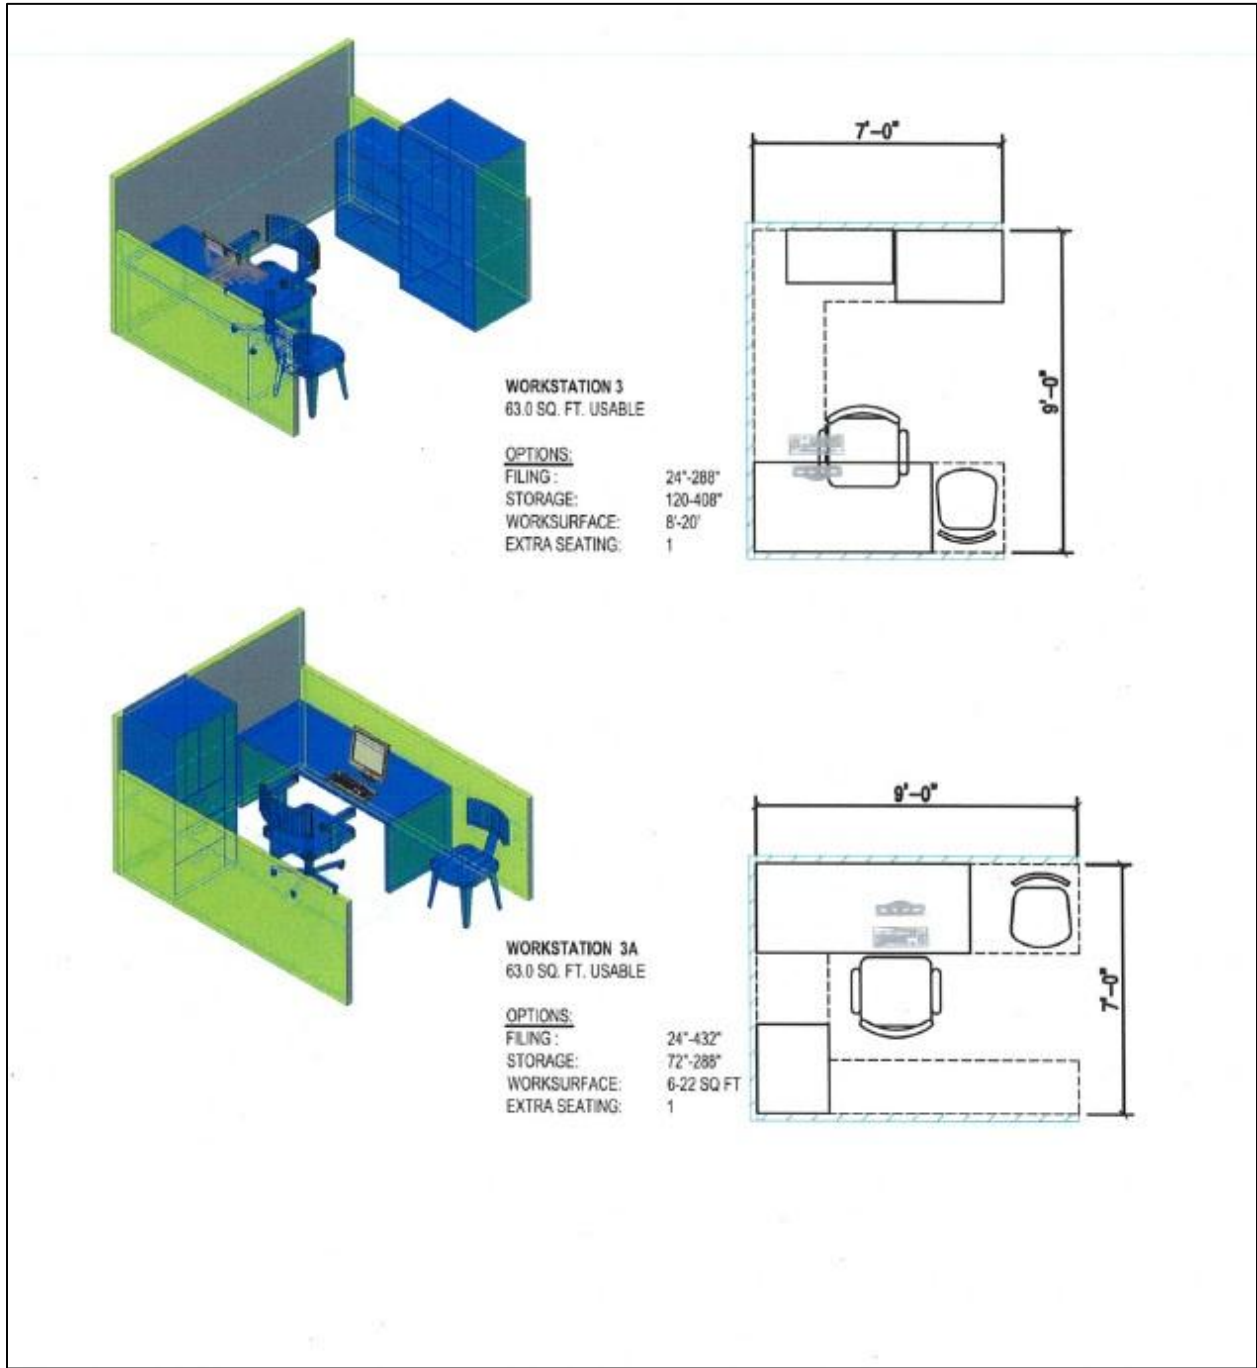 7'-0"
9'-0"
WORKSTATION 3
63.0 SQ. FT. USABLE
OPTIONS:
FILING : 24"-288"
STORAGE: 120-408"
WORKSURFACE: 8'-20'
EXTRA SEATING: 1
9'-0"
7'-0"
WORKSTATION 3A
63.0 SQ. FT. USABLE
OPTIONS:
FILING : 24"-432"
STORAGE: 72"-288"
WORKSURFACE: 6-22 SQ FT
EXTRA SEATING: 1